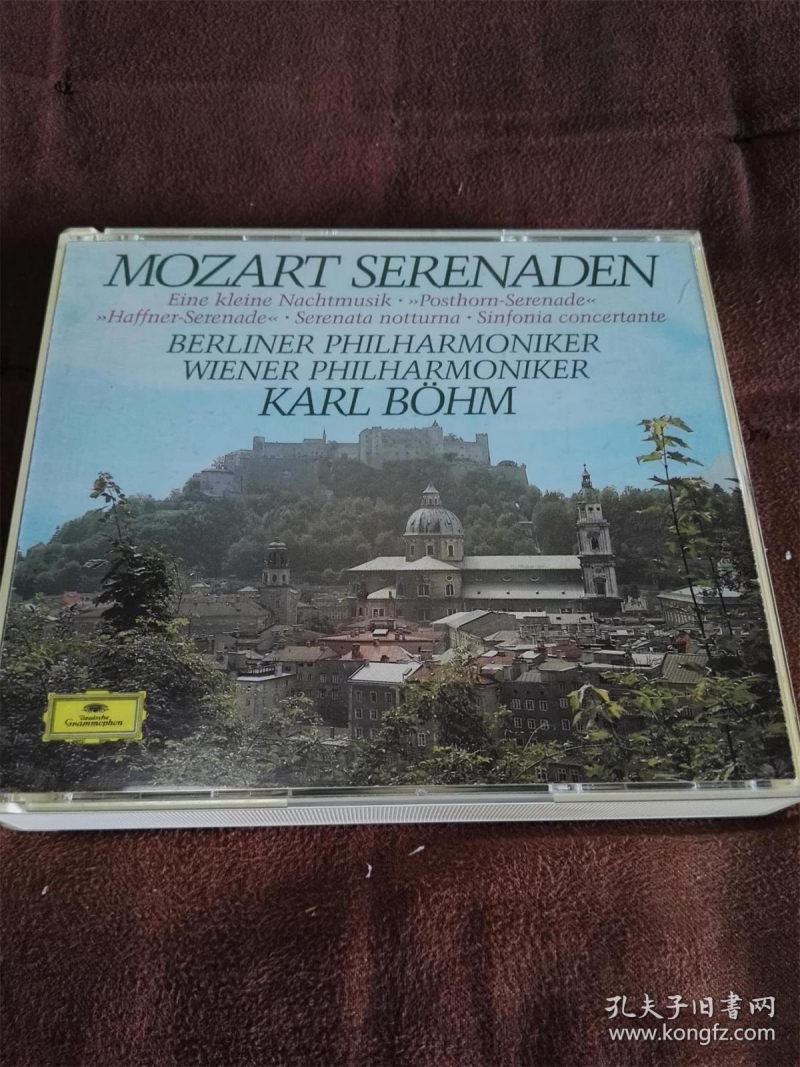 MOZART SERENADEN
Eine kleine Nachtmusik · »Posthorn-Serenade«
»Haffner-Serenade« · Serenata notturna · Sinfonia concertante
BERLINER PHILHARMONIKER
WIENER PHILHARMONIKER
KARL BÖHM
Deutsche
Grammophon
孔夫子旧書网
www.kongfz.com